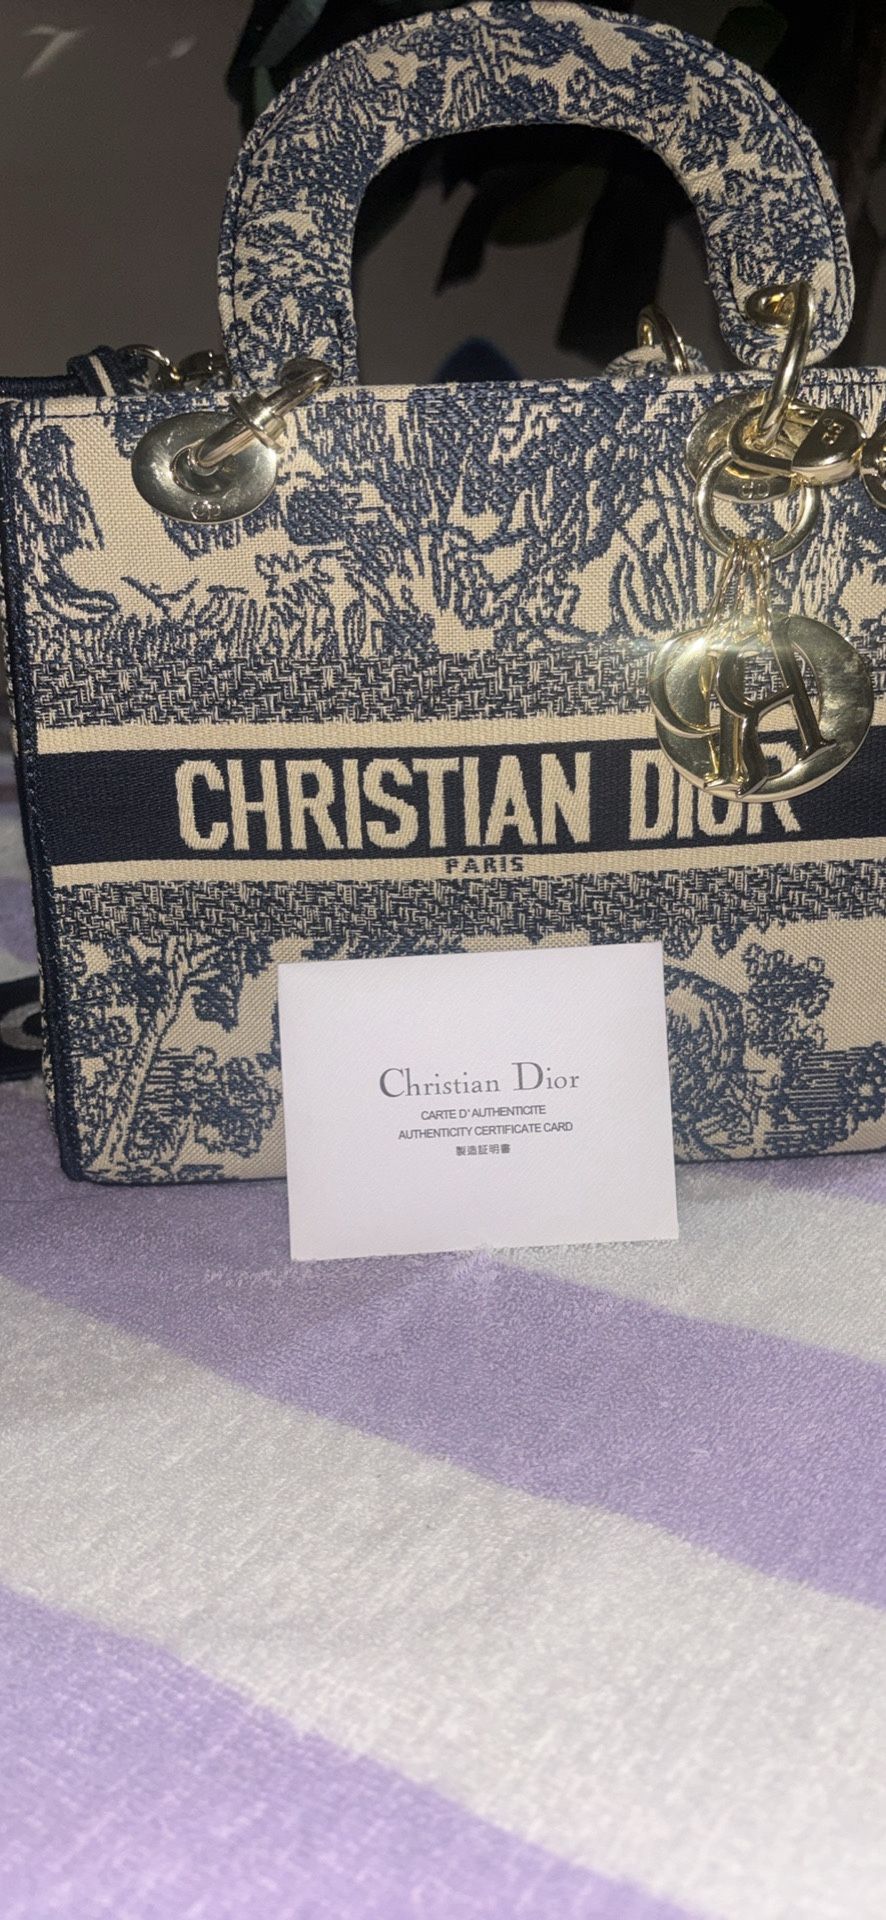 CHRISTIAN DIOR
PARIS
Christian Dior
CARTE D'AUTHENTICITE
AUTHENTICITY CERTIFICATE CARD
製造証明書